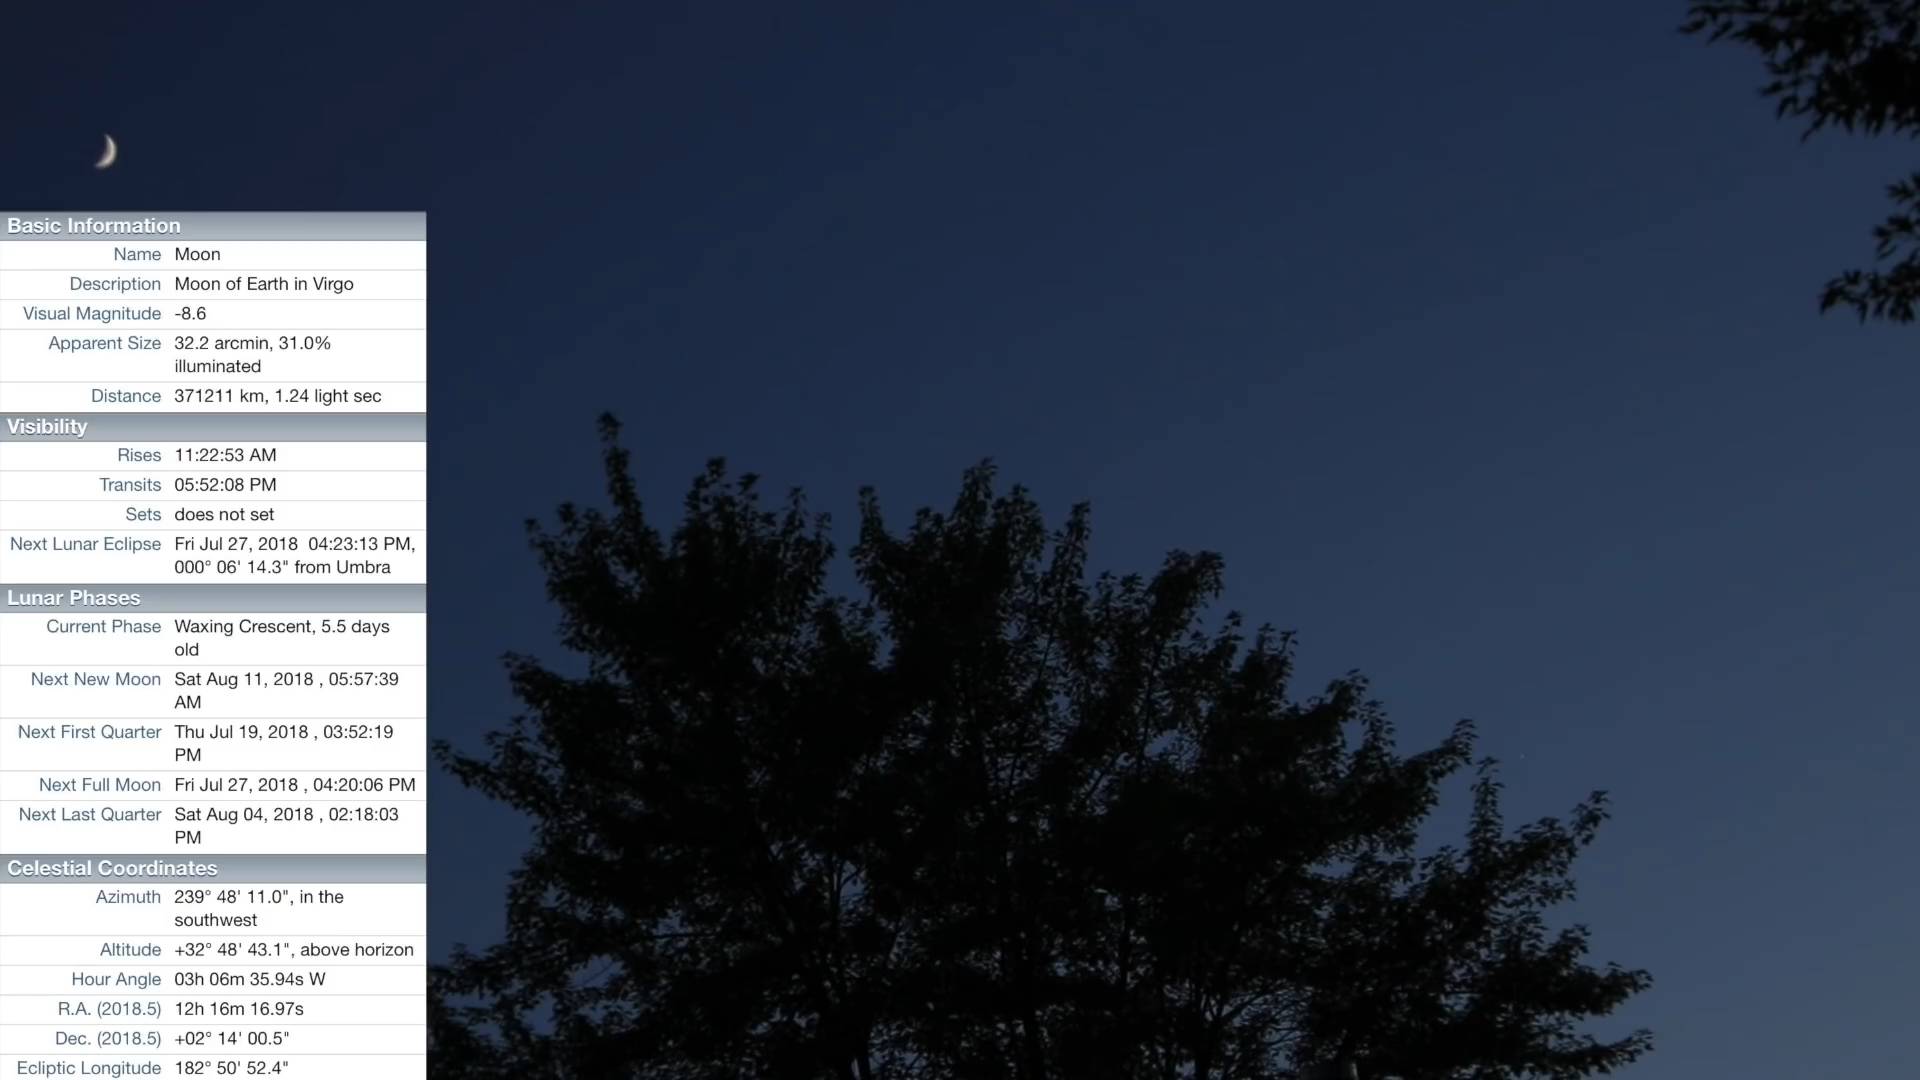 Basic Information
Name Moon
Description Moon of Earth in Virgo
Visual Magnitude -8.6
Apparent Size 32.2 arcmin, 31.0%
illuminated
Distance 371211 km, 1.24 light sec
Visibility
Rises 11:22:53 AM
Transits 05:52:08 PM
Sets does not set
Next Lunar Eclipse Fri Jul 27, 2018 04:23:13 PM,
000° 06' 14.3" from Umbra
Lunar Phases
Current Phase Waxing Crescent, 5.5 days
old
Next New Moon Sat Aug 11, 2018 , 05:57:39
AM
Next First Quarter Thu Jul 19, 2018 , 03:52:19
PM
Next Full Moon Fri Jul 27, 2018 , 04:20:06 PM
Next Last Quarter Sat Aug 04, 2018 , 02:18:03
PM
Celestial Coordinates
Azimuth 239° 48' 11.0", in the
southwest
Altitude +32° 48' 43.1", above horizon
Hour Angle 03h 06m 35.94s W
R.A. (2018.5) 12h 16m 16.97s
Dec. (2018.5) +02° 14' 00.5"
Ecliptic Longitude 182° 50' 52.4"